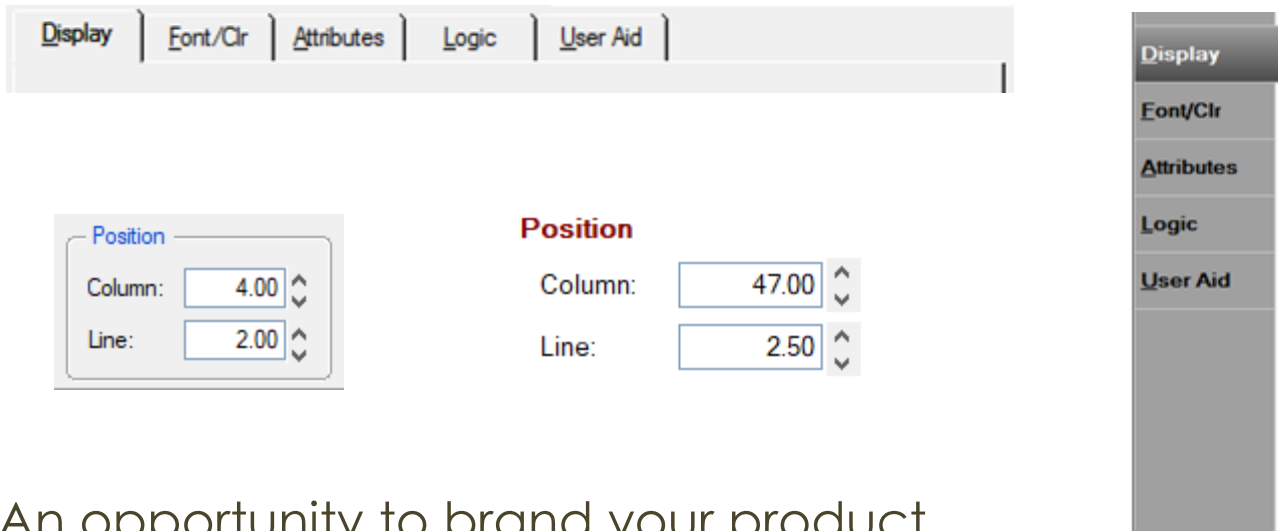 Display Font/Clr Attributes Logic User Aid
Position
Column: 4.00
Line: 2.00
Position
Column: 47.00
Line: 2.50
Display
Font/Clr
Attributes
Logic
User Aid
An opportunity to brand your product